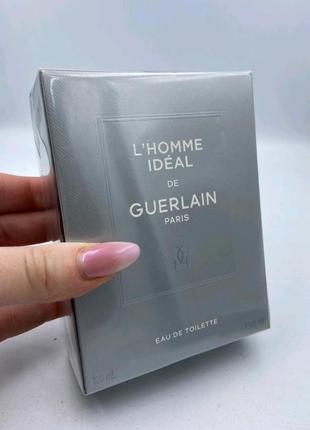 L'HOMME
IDÉAL
DE
GUERLAIN
PARIS
EAU DE TOILETTE